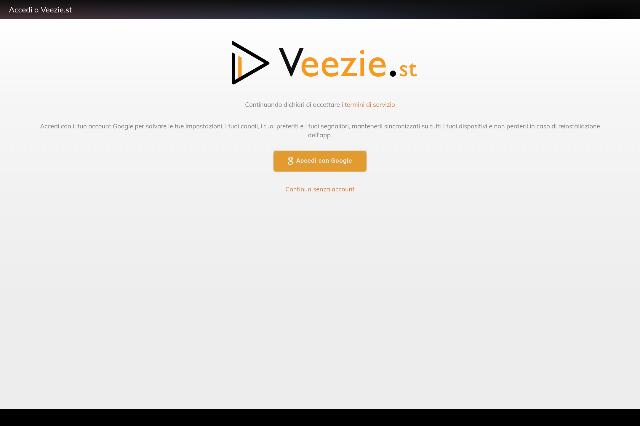 Accedi a Veezie.st
Veezie.st
Continuando dichiari di accettare i termini di servizio
Accedi con il tuo account Google per salvare le tue impostazioni, i tuoi canali, i tuoi preferiti e i tuoi segnalibri, mantenerli sincronizzati su tutti i tuoi dispositivi e non perderli in caso di reinstallazione
dell'app.
Accedi con Google
Continua senza account